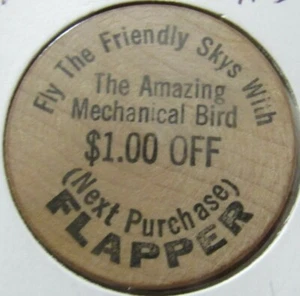 Fly The Friendly Skys With
The Amazing
Mechanical Bird
$1.00 OFF
(Next Purchase)
FLAPPER